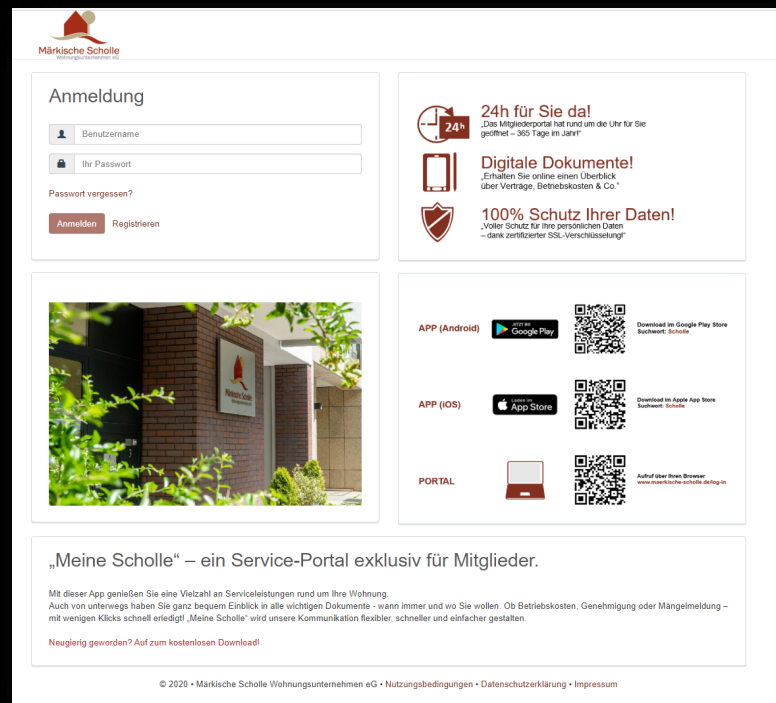 Märkische Scholle
Wohnungsunternehmen eG
Anmeldung
Benutzername
Ihr Passwort
Passwort vergessen?
Anmelden Registrieren
24h
24h für Sie da!
„Das Mitgliederportal hat rund um die Uhr für Sie
geöffnet – 365 Tage im Jahr!"
Digitale Dokumente!
„Erhalten Sie online einen Überblick
über Verträge, Betriebskosten & Co."
100% Schutz Ihrer Daten!
„Voller Schutz für Ihre persönlichen Daten
– dank zertifizierter SSL-Verschlüsselung!"
Märkische Scholle
APP (Android)
JETZT BEI
Google Play
Download im Google Play Store
Suchwort: Scholle
APP (iOS)
Laden im
App Store
Download im Apple App Store
Suchwort: Scholle
PORTAL
Aufruf über Ihren Browser
www.maerkische-scholle.de/log-in
„Meine Scholle“ – ein Service-Portal exklusiv für Mitglieder.
Mit dieser App genießen Sie eine Vielzahl an Serviceleistungen rund um Ihre Wohnung.
Auch von unterwegs haben Sie ganz bequem Einblick in alle wichtigen Dokumente - wann immer und wo Sie wollen. Ob Betriebskosten, Genehmigung oder Mängelmeldung –
mit wenigen Klicks schnell erledigt! „Meine Scholle“ wird unsere Kommunikation flexibler, schneller und einfacher gestalten.
Neugierig geworden? Auf zum kostenlosen Download!
© 2020 • Märkische Scholle Wohnungsunternehmen eG • Nutzungsbedingungen • Datenschutzerklärung • Impressum